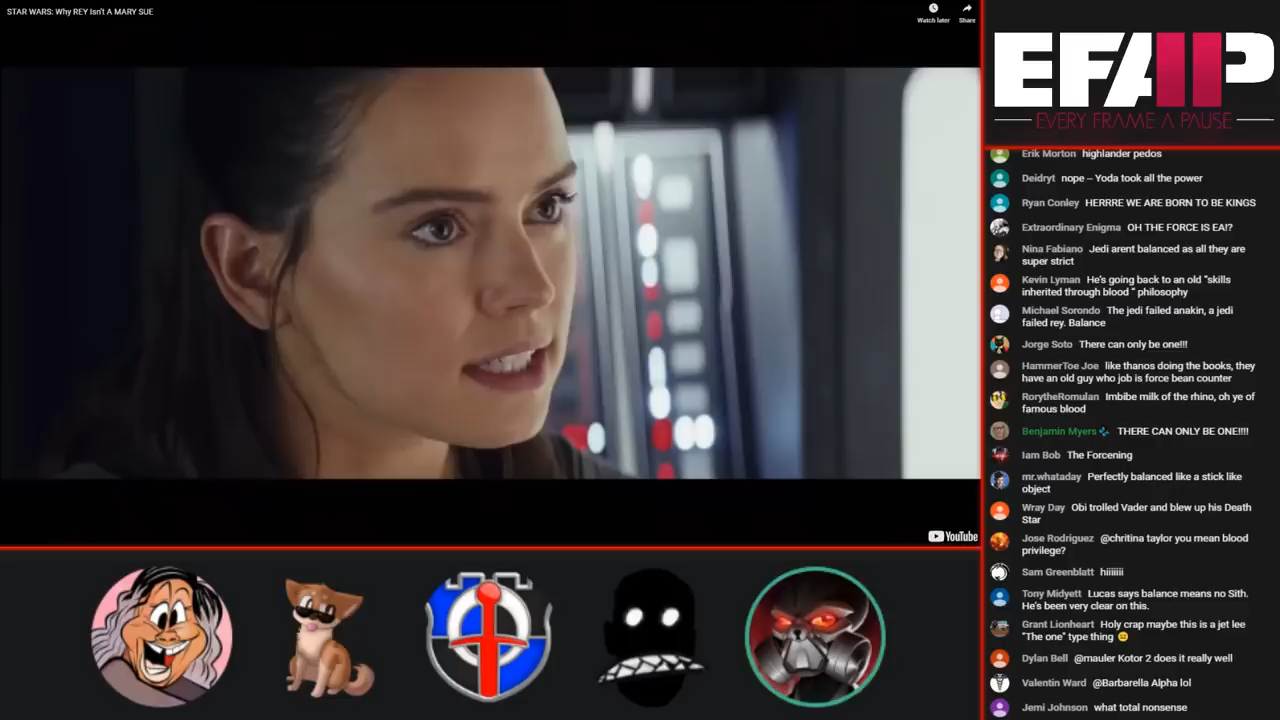 STAR WARS: Why REY Isn't A MARY SUE
Watch later
Share
YouTube
EFAP
EVERY FRAME A PAUSE
Erik Morton highlander pedos
Deidryt nope – Yoda took all the power
Ryan Conley HERRRE WE ARE BORN TO BE KINGS
Extraordinary Enigma OH THE FORCE IS EA!?
Nina Fabiano Jedi arent balanced as all they are
super strict
Kevin Lyman He's going back to an old "skills
inherited through blood " philosophy
Michael Sorondo The jedi failed anakin, a jedi
failed rey. Balance
Jorge Soto There can only be one!!!
HammerToe Joe like thanos doing the books, they
have an old guy who job is force bean counter
RorytheRomulan Imbibe milk of the rhino, oh ye of
famous blood
Benjamin Myers THERE CAN ONLY BE ONE!!!!
Iam Bob The Forcening
mr.whataday Perfectly balanced like a stick like
object
Wray Day Obi trolled Vader and blew up his Death
Star
Jose Rodriguez @chritina taylor you mean blood
privilege?
Sam Greenblatt hiiiiiii
Tony Midyett Lucas says balance means no Sith.
He's been very clear on this.
Grant Lionheart Holy crap maybe this is a jet lee
"The one" type thing
Dylan Bell @mauler Kotor 2 does it really well
Valentin Ward @Barbarella Alpha lol
Jemi Johnson what total nonsense